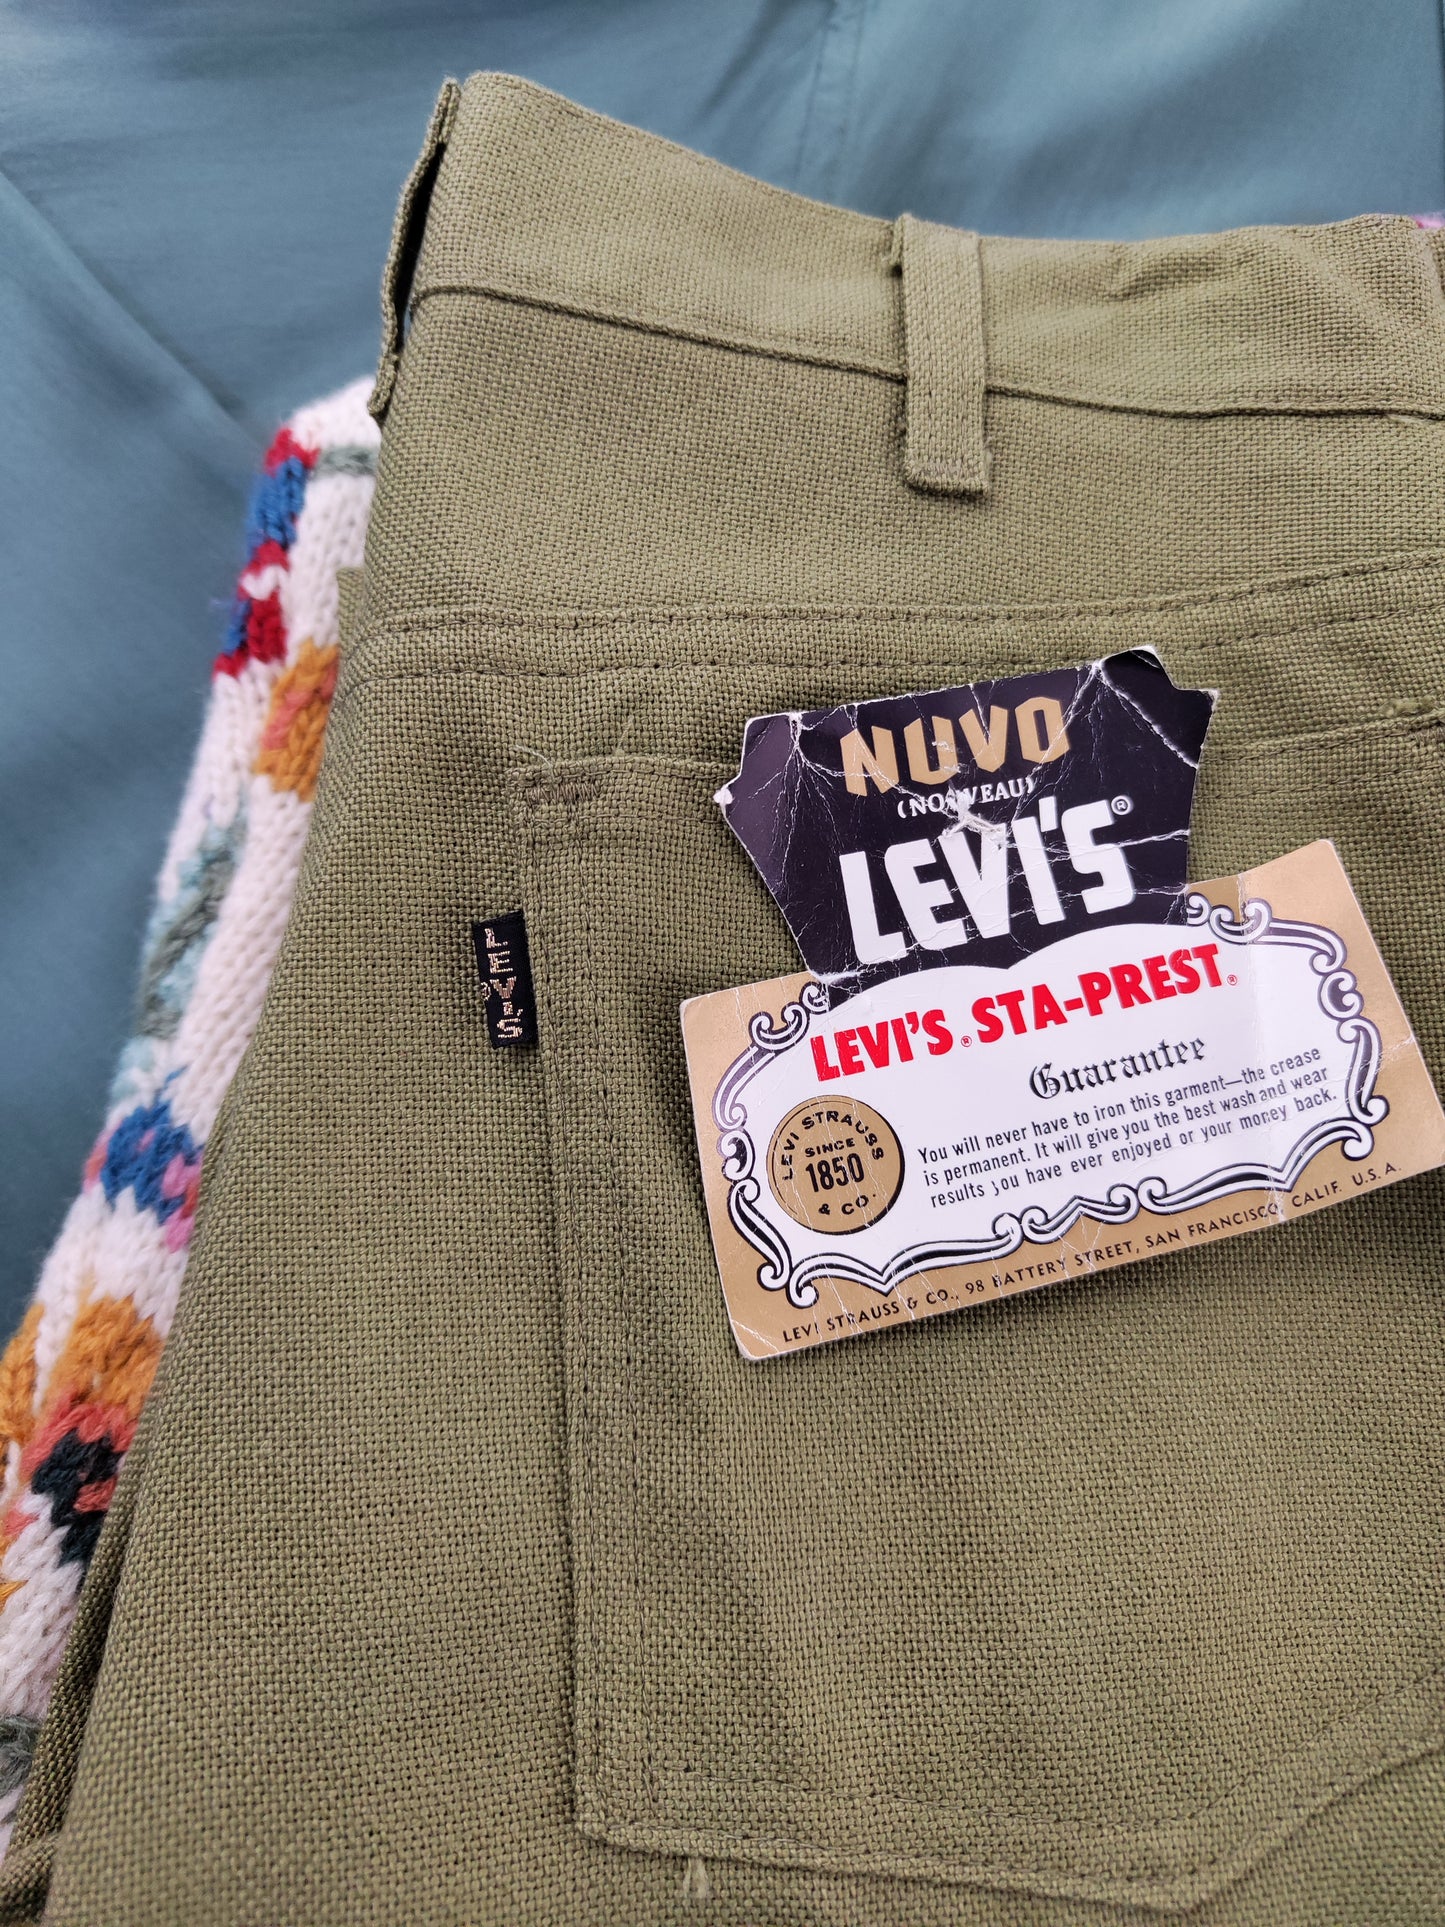 NUVO
(NOUVEAU)
LEVI'S®
LEVI'S® STA-PREST®
Guarantee
You will never have to iron this garment—the crease
is permanent. It will give you the best wash and wear
results you have ever enjoyed or your money back.
LEVI STRAUSS
SINCE
1850
& CO.
LEVI STRAUSS & CO., 98 BATTERY STREET, SAN FRANCISCO, CALIF. U.S.A.
LEVI'S®